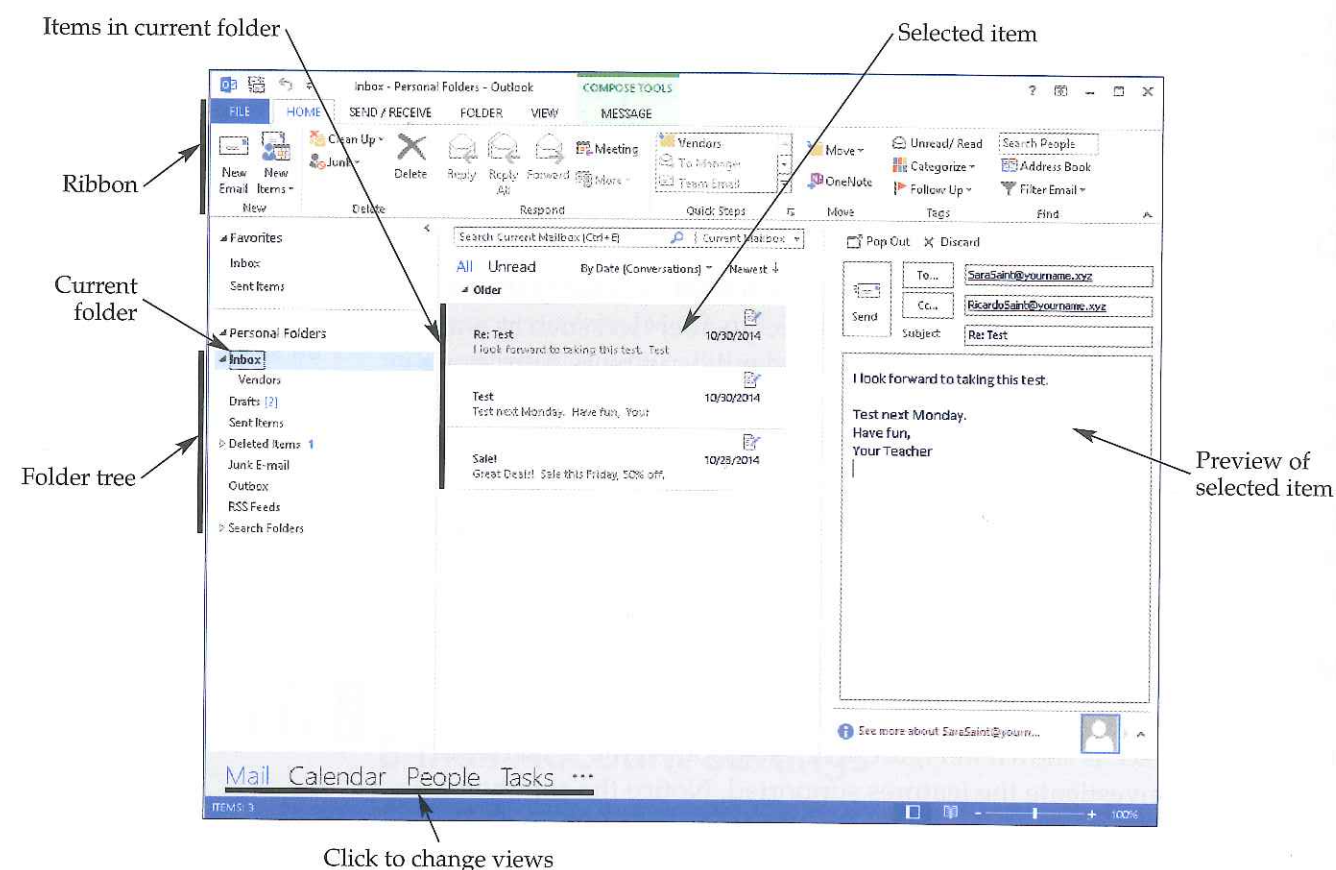 Items in current folder
Selected item
Inbox - Personal Folders - Outlook
COMPOSE TOOLS
?
FILE HOME SEND / RECEIVE FOLDER VIEW MESSAGE
Ribbon
New Email
New Items
New
Clean Up
Junk
Delete
Delete
Reply
Reply All
Forward
Meeting
More
Respond
Vendors
To Manager
Team Email
Quick Steps
Move
OneNote
Move
Unread/ Read
Categorize
Follow Up
Tags
Search People
Address Book
Filter Email
Find
Current folder
Folder tree
Favorites
Inbox
Sent Items
Personal Folders
Inbox
Vendors
Drafts [2]
Sent Items
Deleted Items 1
Junk E-mail
Outbox
RSS Feeds
Search Folders
Search Current Mailbox (Ctrl+E)
Current Mailbox
All Unread By Date (Conversations) Newest
Older
Re: Test 10/30/2014
I look forward to taking this test. Test
Test 10/30/2014
Test next Monday. Have fun, Your
Sale! 10/28/2014
Great Deals! Sale this Friday, 50% off,
Pop Out Discard
Send
To... SaraSaint@yourname.xyz
Cc... RicardoSaint@yourname.xyz
Subject Re: Test
I look forward to taking this test.
Test next Monday.
Have fun,
Your Teacher
Preview of
selected item
See more about SaraSaint@yourn...
Mail Calendar People Tasks ...
ITEMS: 3
100%
Click to change views